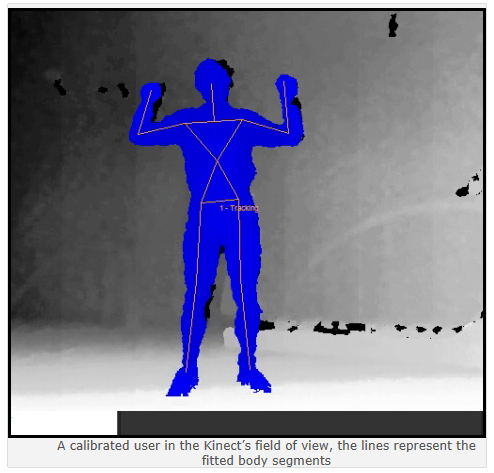 1 - Tracking
A calibrated user in the Kinect's field of view, the lines represent the
fitted body segments